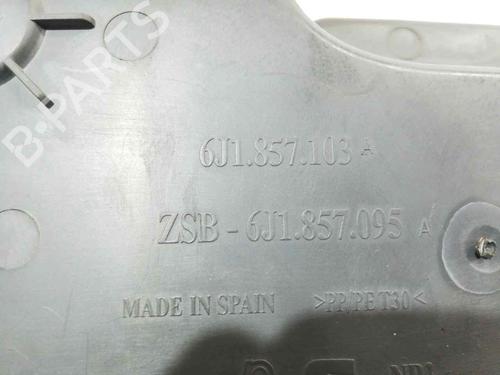 B-PARTS
6J1.857.103 A
ZSB - 6J1.857.095 A
MADE IN SPAIN >PP/PE T30<